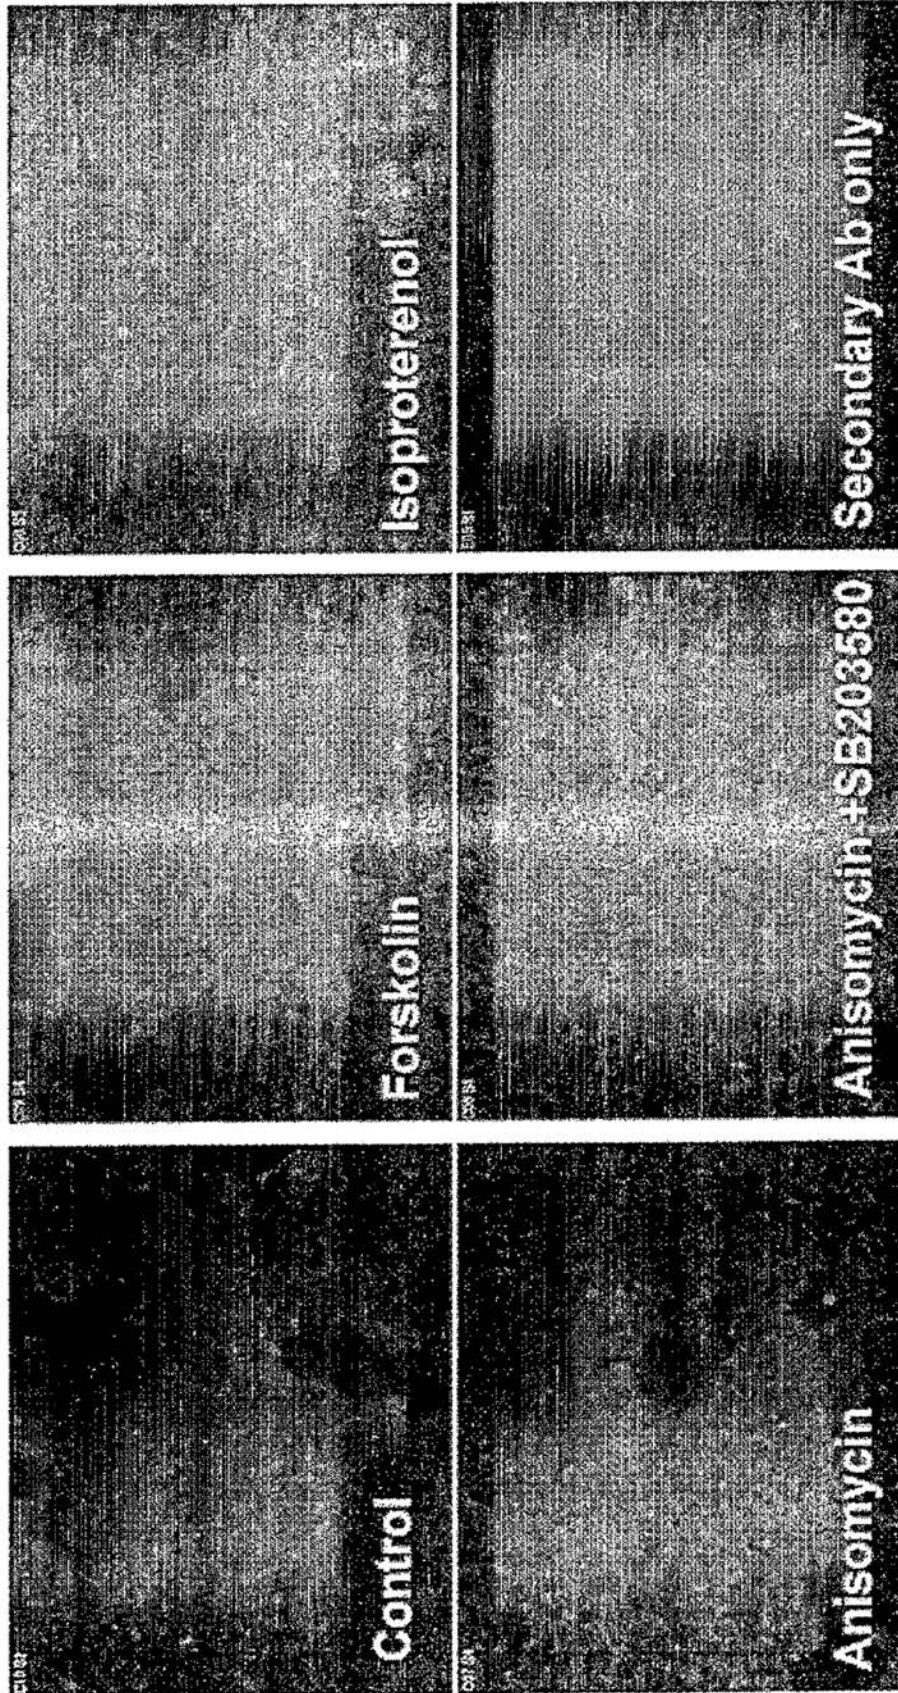 Control
Forskolin
Isoproterenol
Anisomycin
Anisomycin +SB203580
Secondary Ab only